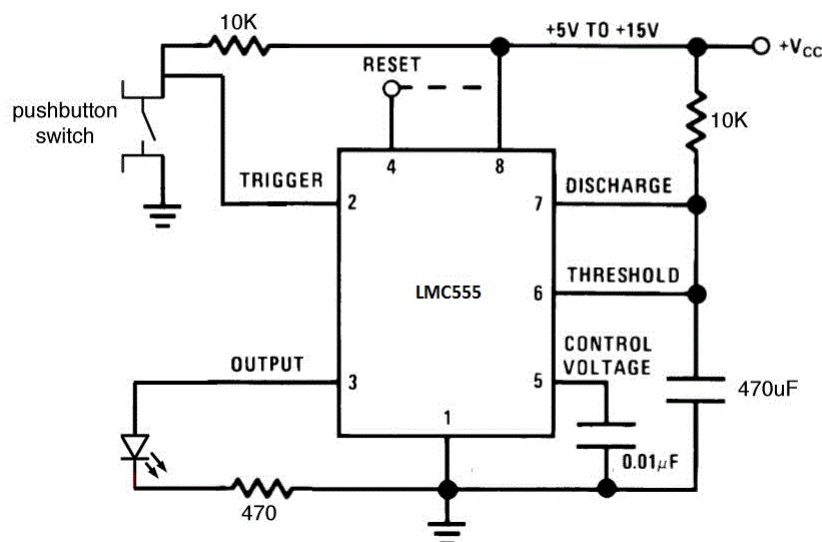 10K
+5V TO +15V
+VCC
RESET
pushbutton
switch
10K
4
8
TRIGGER
2
7
DISCHARGE
LMC555
6
THRESHOLD
CONTROL
VOLTAGE
OUTPUT
3
5
470uF
1
0.01μF
470